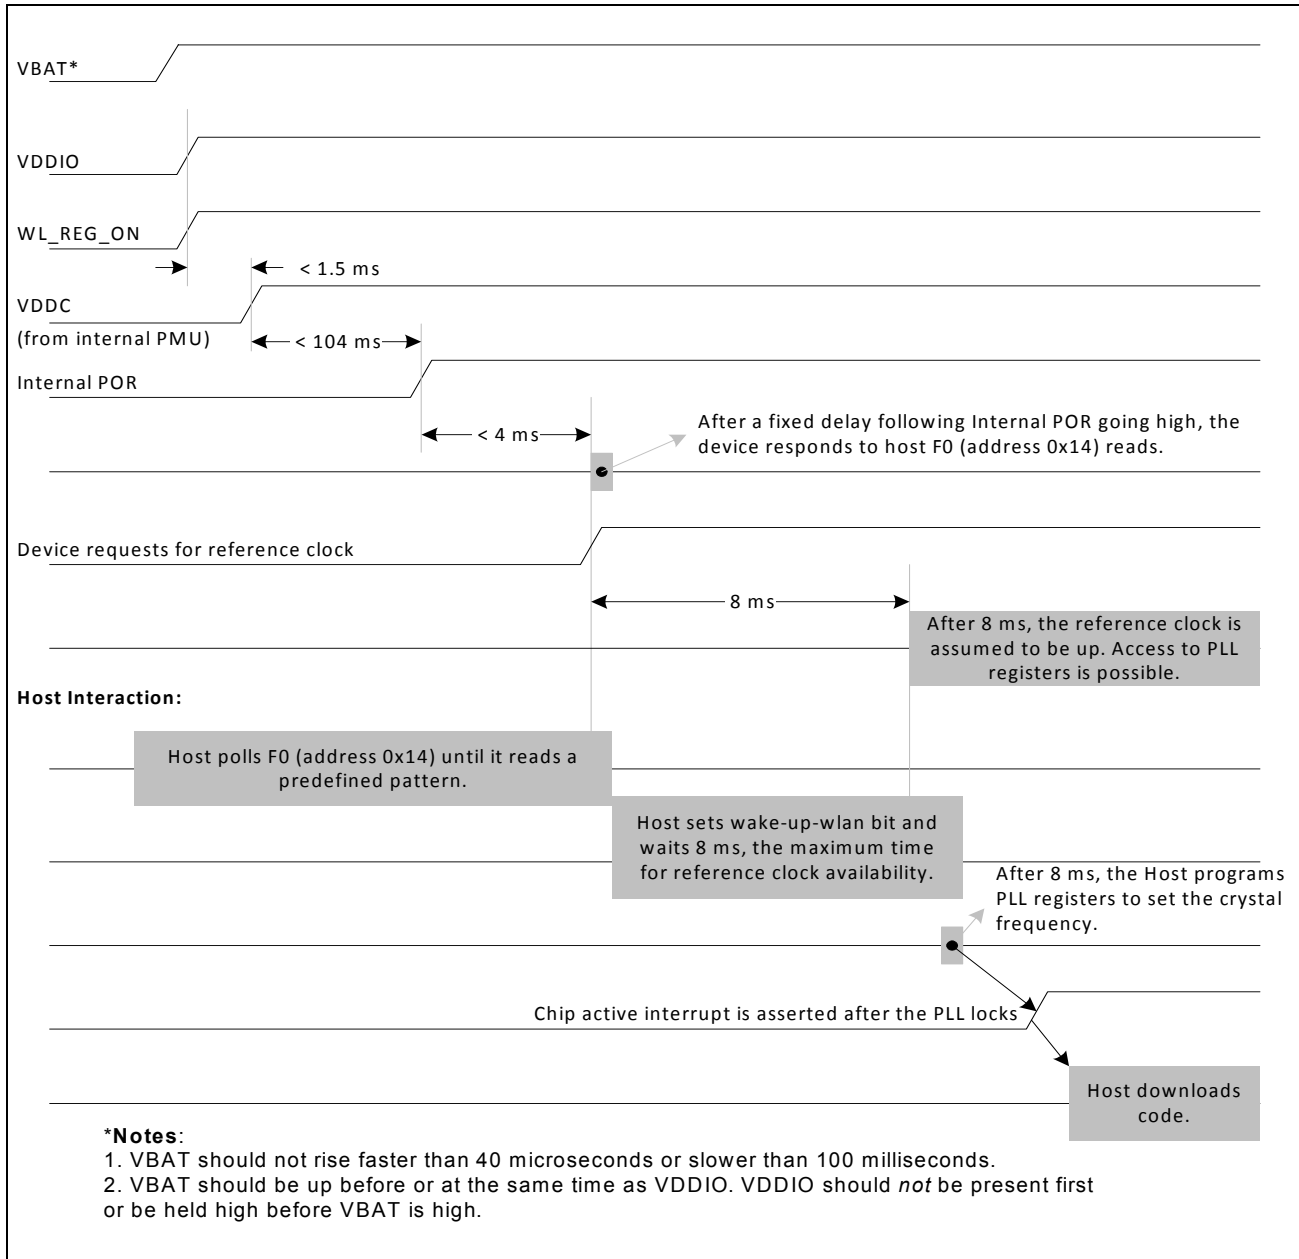 VBAT*
VDDIO
WL_REG_ON
< 1.5 ms
VDDC
(from internal PMU)
< 104 ms
Internal POR
After a fixed delay following Internal POR going high, the
device responds to host F0 (address 0x14) reads.
< 4 ms
Device requests for reference clock
8 ms
After 8 ms, the reference clock is
assumed to be up. Access to PLL
registers is possible.
Host Interaction:
Host polls F0 (address 0x14) until it reads a
predefined pattern.
Host sets wake-up-wlan bit and
waits 8 ms, the maximum time
for reference clock availability.
After 8 ms, the Host programs
PLL registers to set the crystal
frequency.
Chip active interrupt is asserted after the PLL locks
Host downloads
code.
*Notes:
1. VBAT should not rise faster than 40 microseconds or slower than 100 milliseconds.
2. VBAT should be up before or at the same time as VDDIO. VDDIO should not be present first
or be held high before VBAT is high.